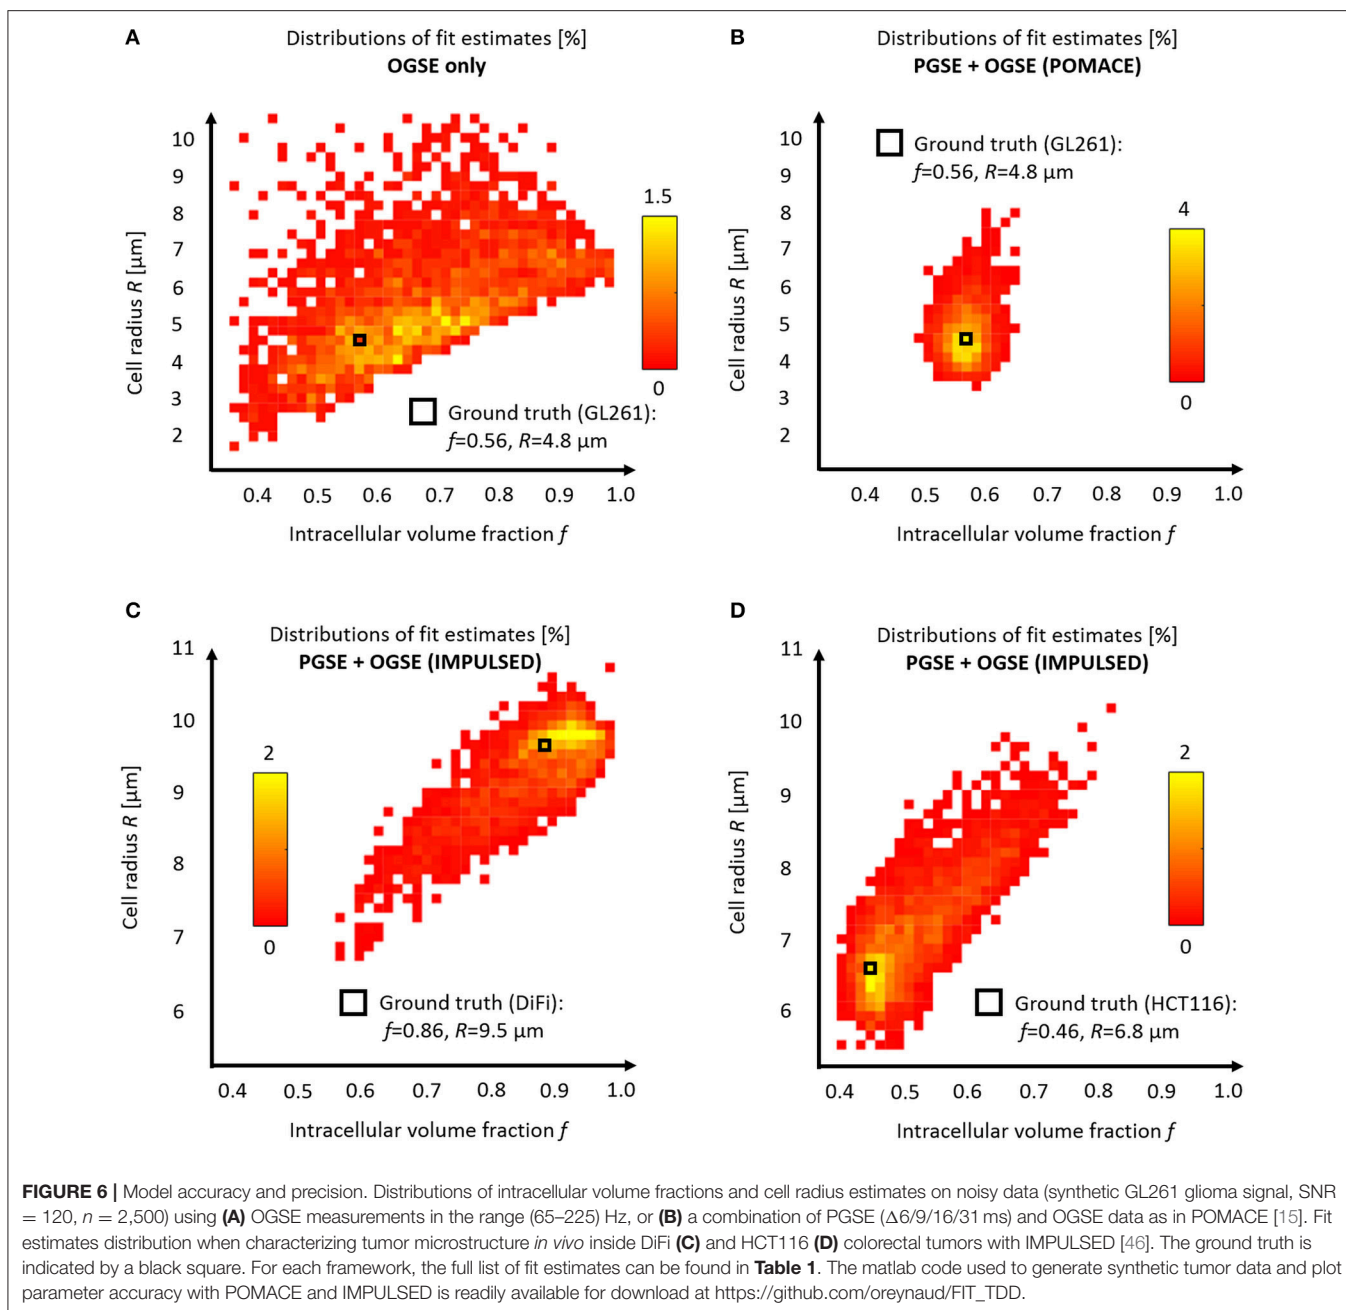 A
Distributions of fit estimates [%]
OGSE only
10
9
8
7
6
5
4
3
2
Cell radius R [µm]
1.5
0
Ground truth (GL261):
f=0.56, R=4.8 µm
0.4 0.5 0.6 0.7 0.8 0.9 1.0
Intracellular volume fraction f
B
Distributions of fit estimates [%]
PGSE + OGSE (POMACE)
10
9
8
7
6
5
4
3
2
Cell radius R [µm]
Ground truth (GL261):
f=0.56, R=4.8 µm
4
0
0.4 0.5 0.6 0.7 0.8 0.9 1.0
Intracellular volume fraction f
C
Distributions of fit estimates [%]
PGSE + OGSE (IMPULSED)
11
10
9
8
7
6
Cell radius R [µm]
2
0
Ground truth (DiFi):
f=0.86, R=9.5 µm
0.4 0.5 0.6 0.7 0.8 0.9 1.0
Intracellular volume fraction f
D
Distributions of fit estimates [%]
PGSE + OGSE (IMPULSED)
11
10
9
8
7
6
Cell radius R [µm]
2
0
Ground truth (HCT116):
f=0.46, R=6.8 µm
0.4 0.5 0.6 0.7 0.8 0.9 1.0
Intracellular volume fraction f
FIGURE 6 | Model accuracy and precision. Distributions of intracellular volume fractions and cell radius estimates on noisy data (synthetic GL261 glioma signal, SNR
= 120, n = 2,500) using (A) OGSE measurements in the range (65–225) Hz, or (B) a combination of PGSE (Δ6/9/16/31 ms) and OGSE data as in POMACE [15]. Fit
estimates distribution when characterizing tumor microstructure in vivo inside DiFi (C) and HCT116 (D) colorectal tumors with IMPULSED [46]. The ground truth is
indicated by a black square. For each framework, the full list of fit estimates can be found in Table 1. The matlab code used to generate synthetic tumor data and plot
parameter accuracy with POMACE and IMPULSED is readily available for download at https://github.com/oreynaud/FIT_TDD.